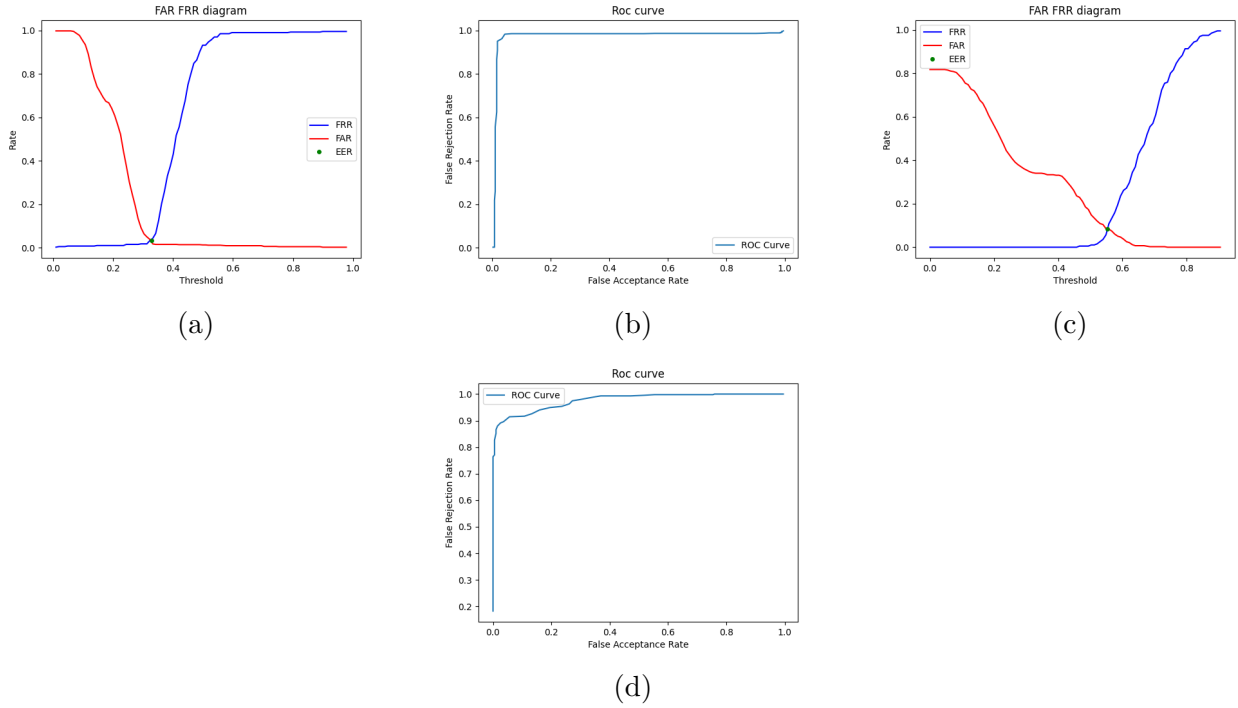 FAR FRR diagram
1.0
0.8
0.6
0.4
0.2
0.0
Rate
FRR
FAR
EER
0.0 0.2 0.4 0.6 0.8 1.0
Threshold
(a)
Roc curve
1.0
0.8
0.6
0.4
0.2
0.0
False Rejection Rate
ROC Curve
0.0 0.2 0.4 0.6 0.8 1.0
False Acceptance Rate
(b)
FAR FRR diagram
FRR
FAR
EER
1.0
0.8
0.6
0.4
0.2
0.0
Rate
0.0 0.2 0.4 0.6 0.8
Threshold
(c)
Roc curve
ROC Curve
1.0
0.9
0.8
0.7
0.6
0.5
0.4
0.3
0.2
False Rejection Rate
0.0 0.2 0.4 0.6 0.8 1.0
False Acceptance Rate
(d)